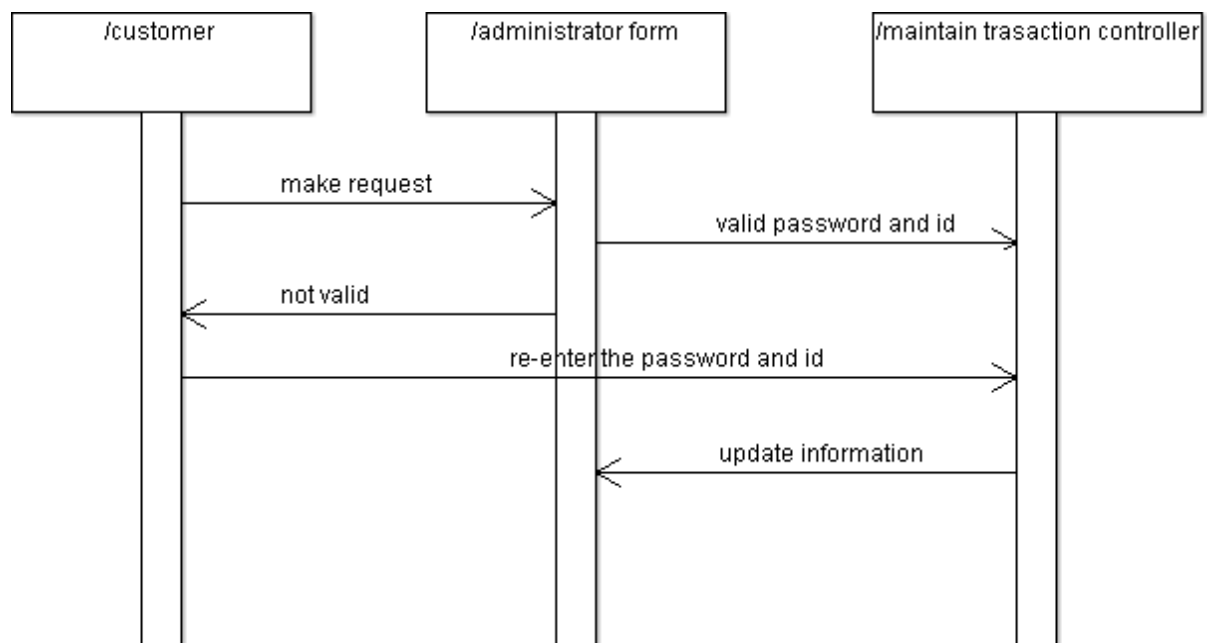 /customer
/administrator form
/maintain trasaction controller
make request
valid password and id
not valid
re-enter the password and id
update information